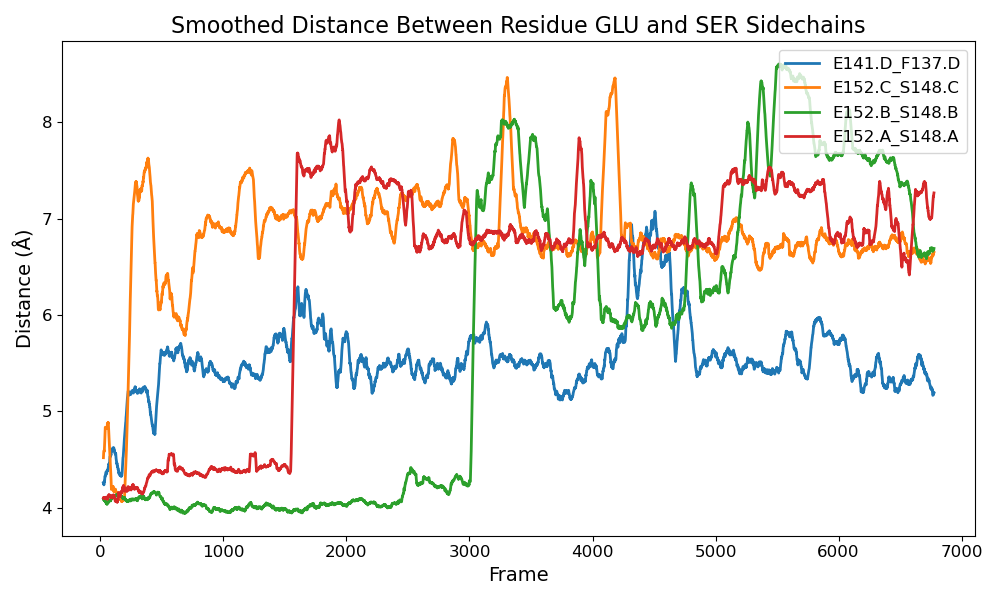 Smoothed Distance Between Residue GLU and SER Sidechains
E141.D_F137.D
E152.C_S148.C
E152.B_S148.B
E152.A_S148.A
Distance (Å)
8
7
6
5
4
0 1000 2000 3000 4000 5000 6000 7000
Frame